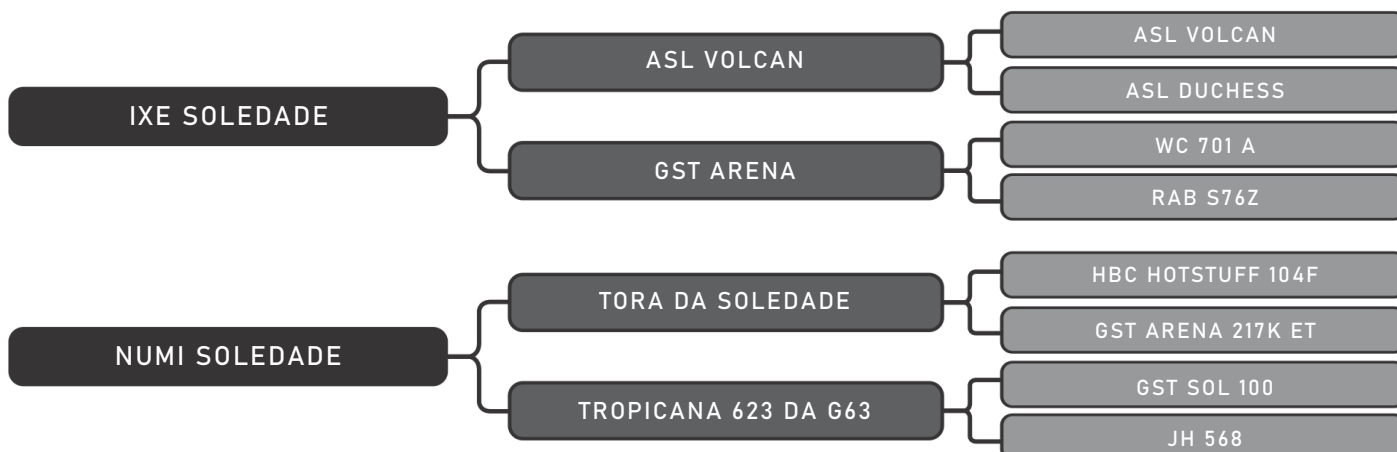 IXE SOLEDADE
ASL VOLCAN
GST ARENA
ASL VOLCAN
ASL DUCHESS
WC 701 A
RAB S76Z
NUMI SOLEDADE
TORA DA SOLEDADE
TROPICANA 623 DA G63
HBC HOTSTUFF 104F
GST ARENA 217K ET
GST SOL 100
JH 568